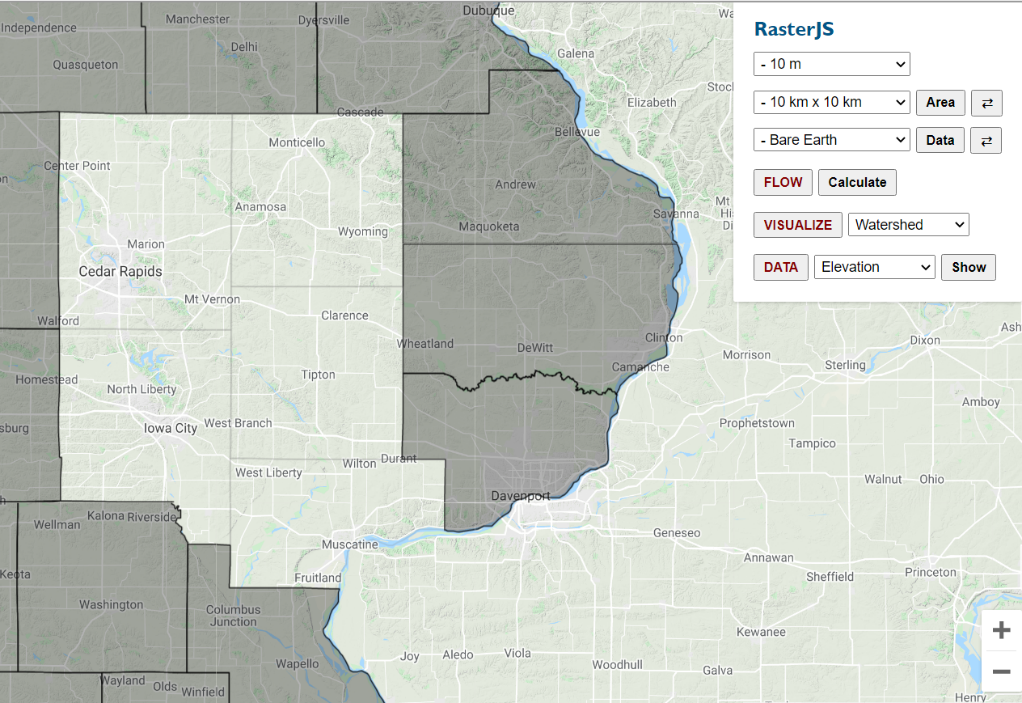 Dubuque
Manchester
Dyersville
Independence
Delhi
Galena
Quasqueton
Cascade
Elizabeth
Bellevue
Monticello
Center Point
Andrew
Anamosa
Savanna
Wyoming
Maquoketa
Marion
Cedar Rapids
Mt Vernon
Clarence
Walford
Wheatland
DeWitt
Clinton
Camanche
Morrison
Sterling
Dixon
Homestead
Tipton
North Liberty
Amboy
Iowa City
West Branch
Prophetstown
Tampico
West Liberty
Wilton
Durant
Walnut
Ohio
Davenport
Kalona
Riverside
Wellman
Muscatine
Geneseo
Annawan
Fruitland
Sheffield
Princeton
Keota
Washington
Columbus
Junction
Kewanee
Wapello
Joy
Aledo
Viola
Woodhull
Galva
Wayland
Olds
Winfield
Henry
RasterJS
- 10 m
- 10 km x 10 km
Area
⇄
- Bare Earth
Data
⇄
FLOW
Calculate
VISUALIZE
Watershed
DATA
Elevation
Show
+
−